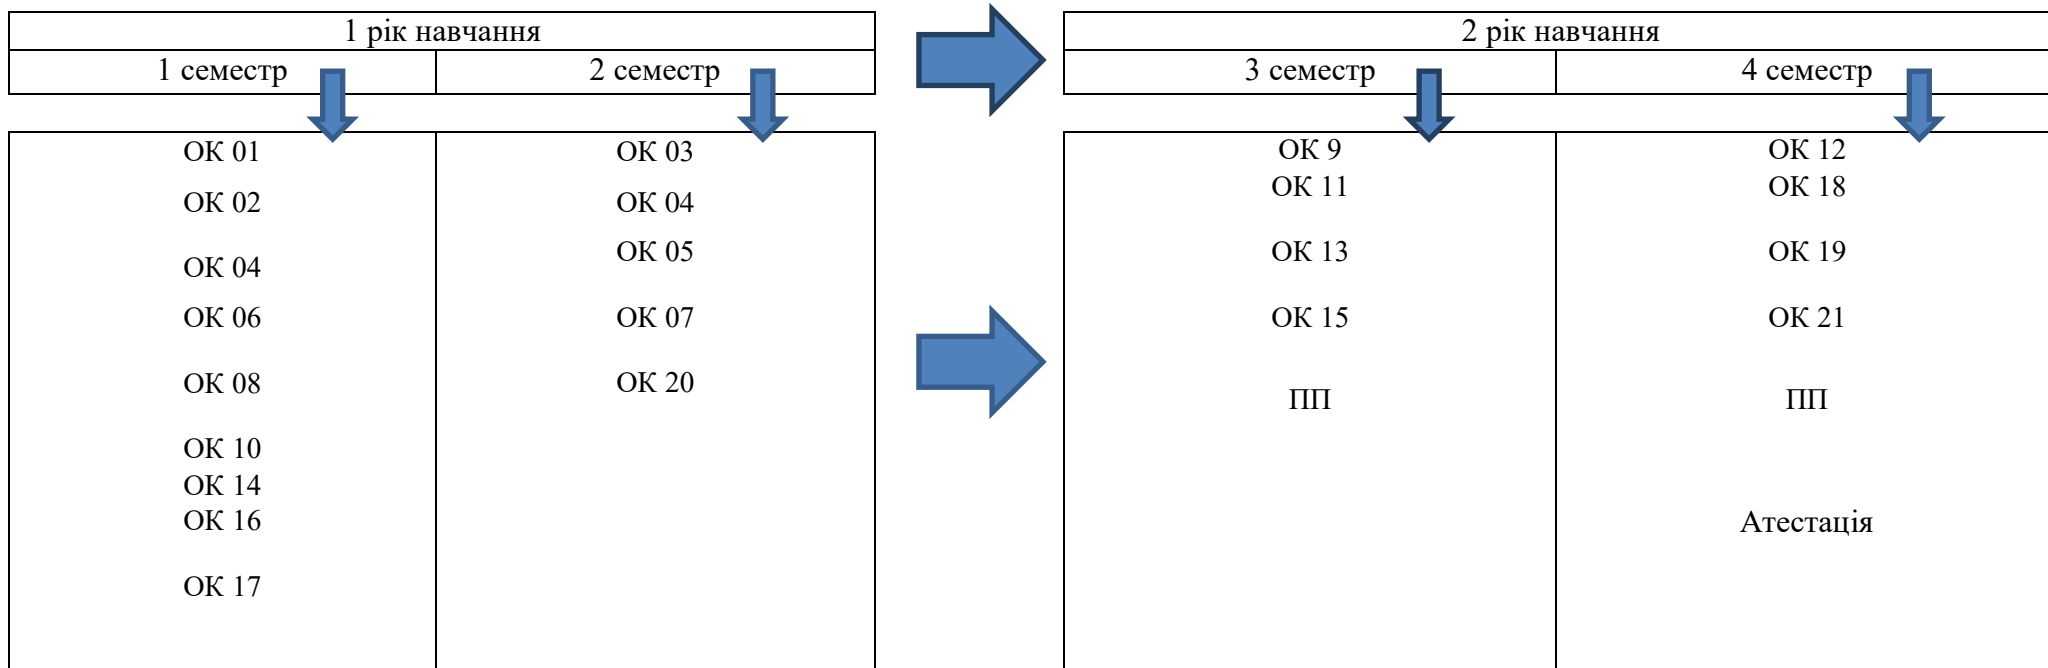 1 рік навчання
1 семестр
2 семестр
ОК 01
ОК 02
ОК 04
ОК 06
ОК 08
ОК 10
ОК 14
ОК 16
ОК 17
ОК 03
ОК 04
ОК 05
ОК 07
ОК 20
2 рік навчання
3 семестр
4 семестр
ОК 9
ОК 11
ОК 13
ОК 15
ПП
ОК 12
ОК 18
ОК 19
ОК 21
ПП
Атестація